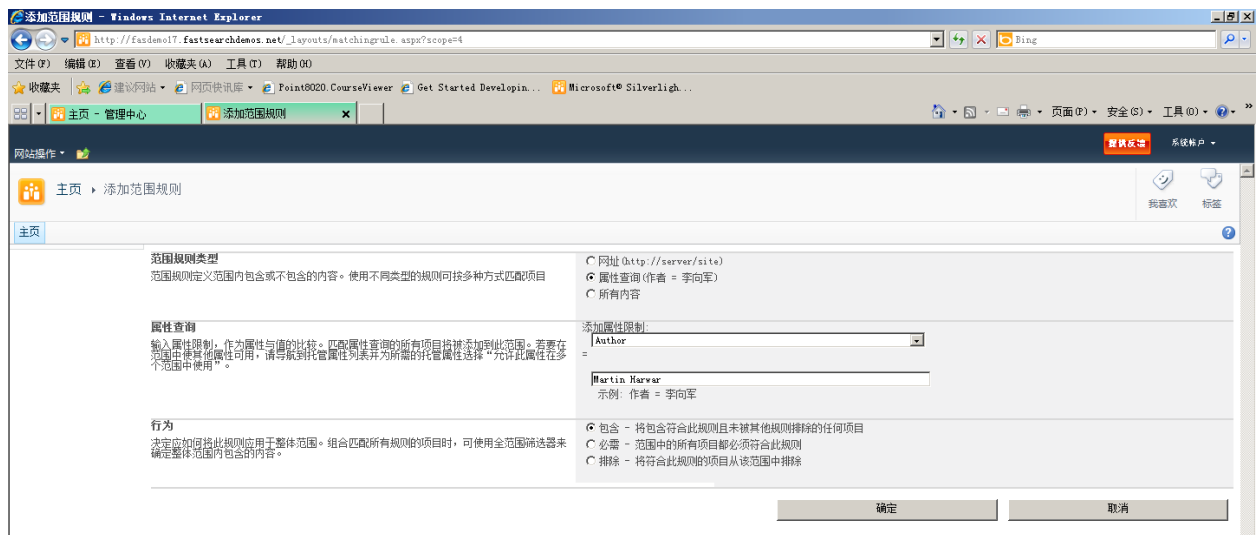 添加范围规则 - Windows Internet Explorer
http://fasdemo17.fastsearchdemos.net/_layouts/matchingrule.aspx?scope=4
Bing
文件(F) 编辑(E) 查看(V) 收藏夹(A) 工具(T) 帮助(H)
收藏夹 建议网站 网页快讯库 Point8020.CourseViewer Get Started Developin... Microsoft® Silverligh...
主页 - 管理中心 添加范围规则 页面(P) 安全(S) 工具(O) »
网站操作 提供反馈 系统帐户
主页 添加范围规则 我喜欢 标签
主页
范围规则类型
范围规则定义范围内包含或不包含的内容。使用不同类型的规则可按多种方式匹配项目
网址(http://server/site)
属性查询(作者 = 李向军)
所有内容
属性查询
输入属性限制，作为属性与值的比较。匹配属性查询的所有项目将被添加到此范围。若要在
范围中使其他属性可用，请导航到托管属性列表并为所需的托管属性选择“允许此属性在多
个范围中使用”。
添加属性限制:
Author
=
Martin Harwar
示例: 作者 = 李向军
行为
决定应如何将此规则应用于整体范围。组合匹配所有规则的项目时，可使用全范围筛选器来
确定整体范围内包含的内容。
包含 - 将包含符合此规则且未被其他规则排除的任何项目
必需 - 范围中的所有项目都必须符合此规则
排除 - 将符合此规则的项目从该范围中排除
确定 取消